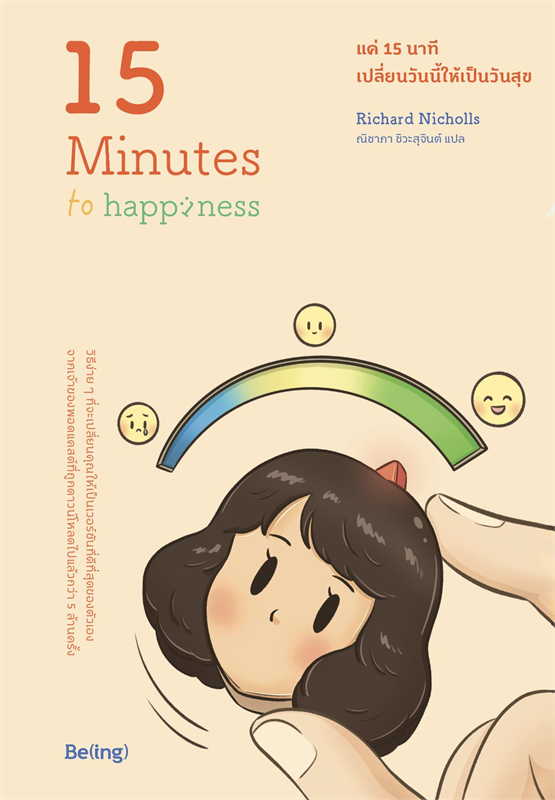 15
Minutes
to happiness
แค่ 15 นาที
เปลี่ยนวันนี้ให้เป็นวันสุข
Richard Nicholls
ณิชาภา ชิวะสุจินต์ แปล
วิธีง่าย ๆ ที่จะเปลี่ยนคุณให้เป็นเวอร์ชันที่ดีที่สุดของตัวเอง
จากเจ้าของพอดแคสต์ที่ถูกดาวน์โหลดไปแล้วกว่า 5 ล้านครั้ง
Be(ing)